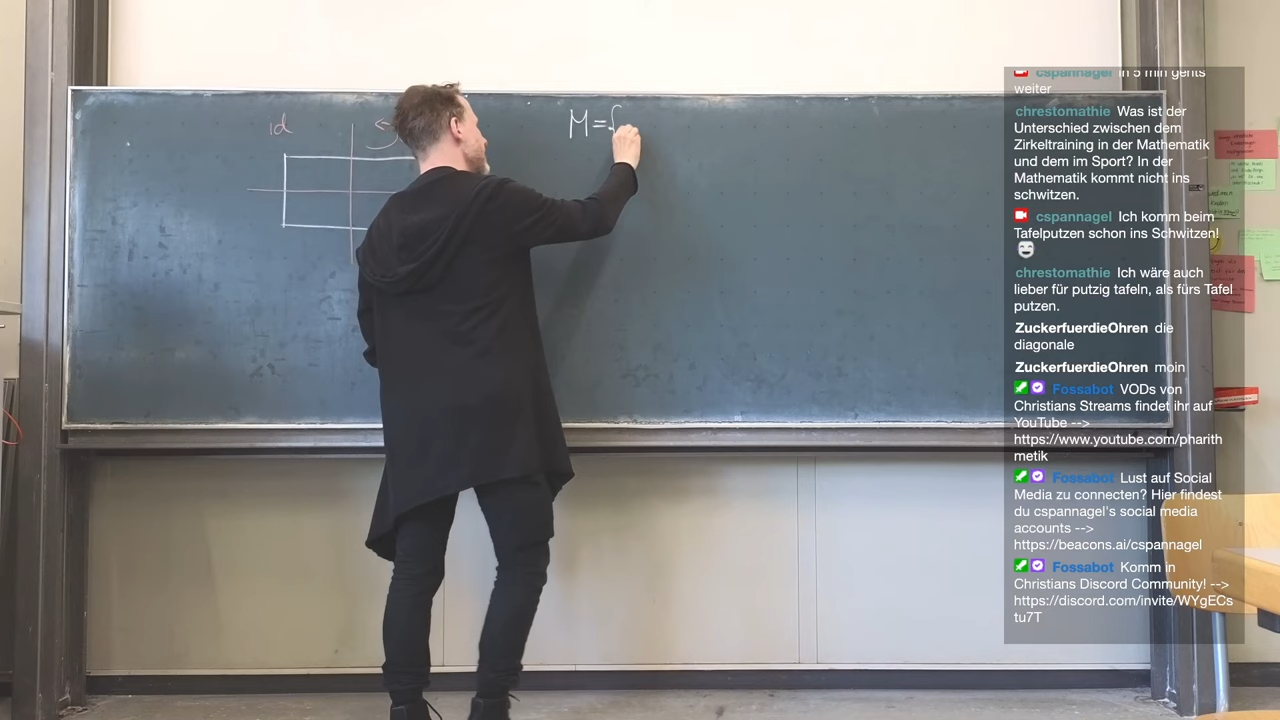 id
M={
cspannagel in 5 min gehts
weiter
chrestomathie Was ist der
Unterschied zwischen dem
Zirkeltraining in der Mathematik
und dem im Sport? In der
Mathematik kommt nicht ins
schwitzen.
cspannagel Ich komm beim
Tafelputzen schon ins Schwitzen!
chrestomathie Ich wäre auch
lieber für putzig tafeln, als fürs Tafel
putzen.
ZuckerfuerdieOhren die
diagonale
ZuckerfuerdieOhren moin
Fossabot VODs von
Christians Streams findet ihr auf
YouTube -->
https://www.youtube.com/pharith
metik
Fossabot Lust auf Social
Media zu connecten? Hier findest
du cspannagel's social media
accounts -->
https://beacons.ai/cspannagel
Fossabot Komm in
Christians Discord Community! -->
https://discord.com/invite/WYgECs
tu7T